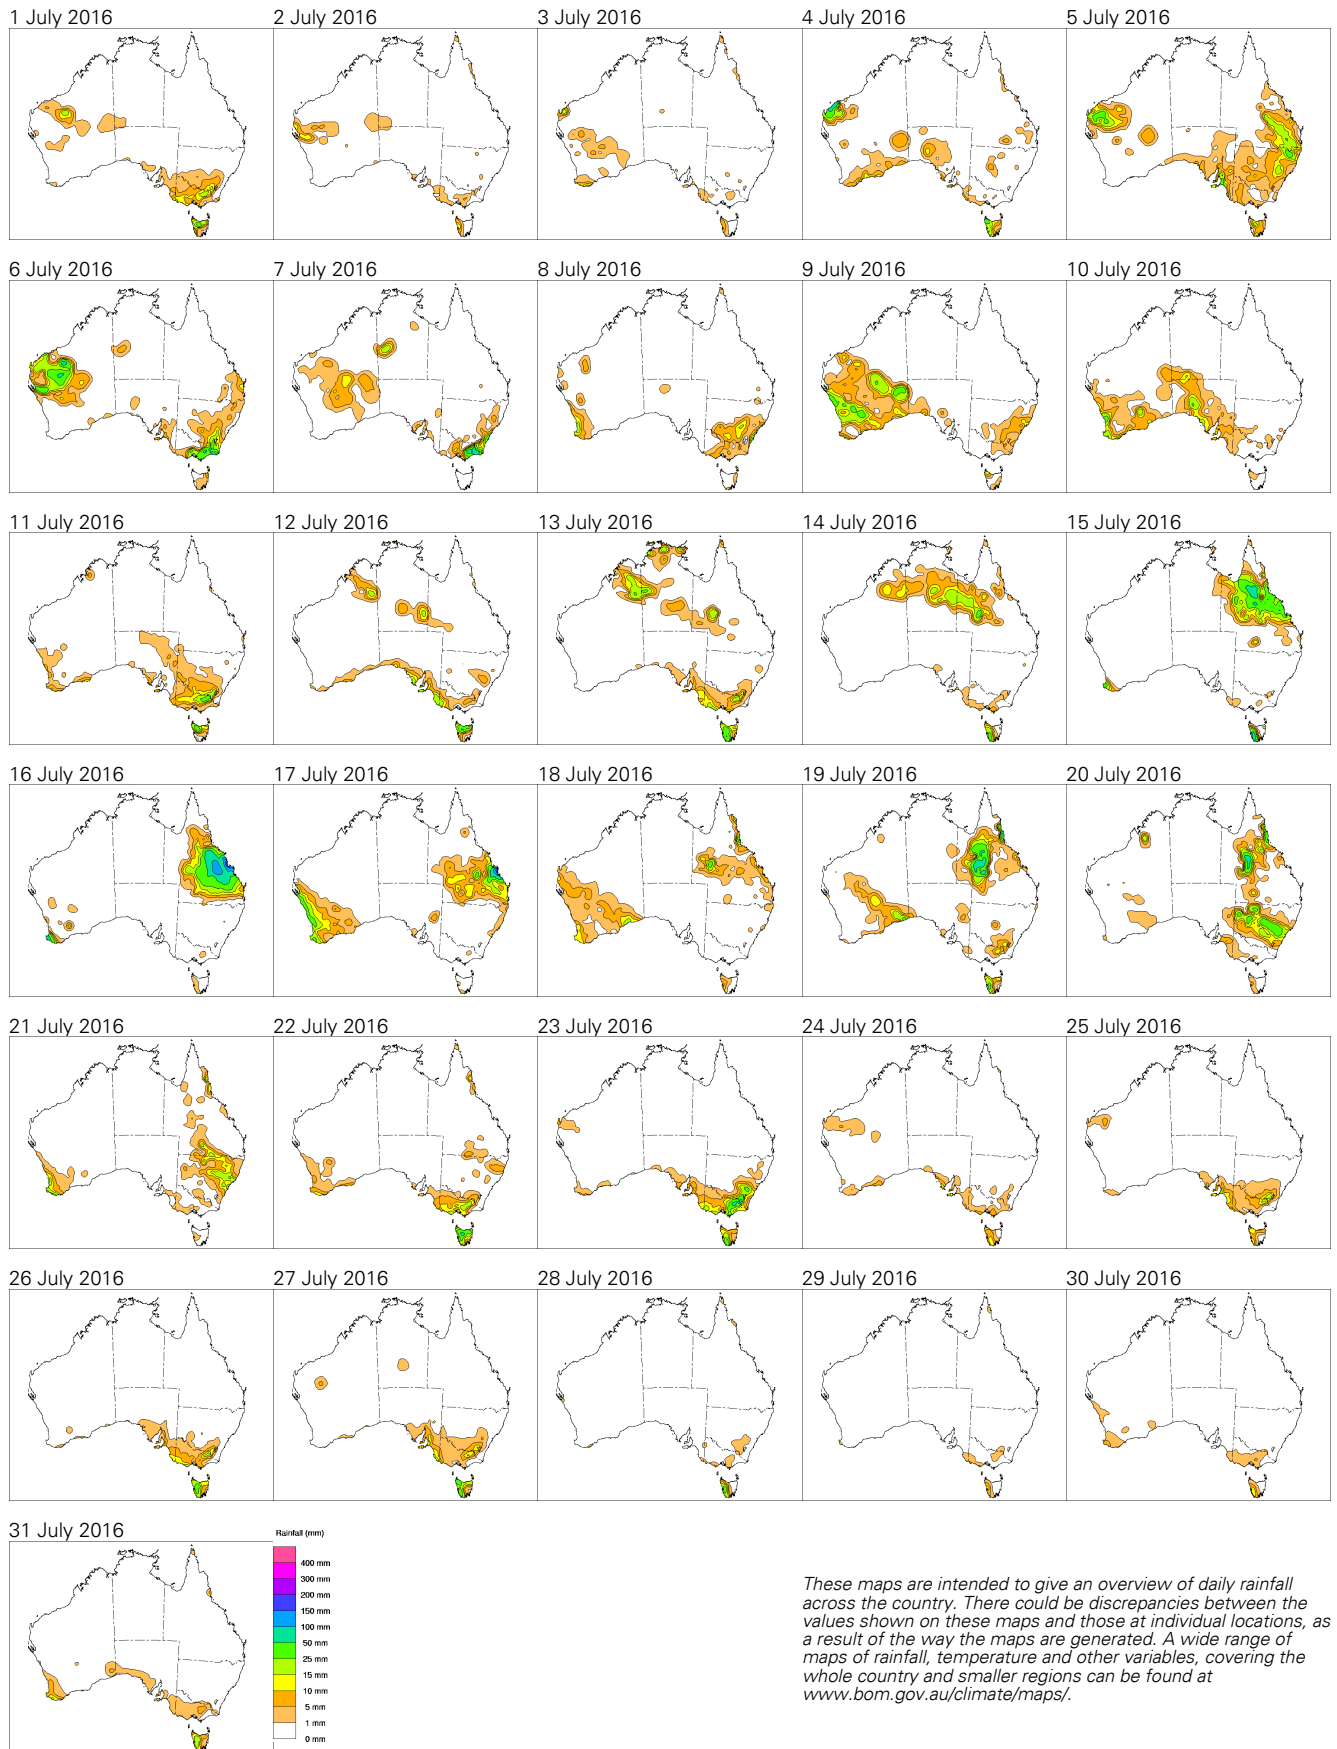 1 July 2016
2 July 2016
3 July 2016
4 July 2016
5 July 2016
6 July 2016
7 July 2016
8 July 2016
9 July 2016
10 July 2016
11 July 2016
12 July 2016
13 July 2016
14 July 2016
15 July 2016
16 July 2016
17 July 2016
18 July 2016
19 July 2016
20 July 2016
21 July 2016
22 July 2016
23 July 2016
24 July 2016
25 July 2016
26 July 2016
27 July 2016
28 July 2016
29 July 2016
30 July 2016
31 July 2016
Rainfall (mm)
400 mm
300 mm
200 mm
150 mm
100 mm
50 mm
25 mm
15 mm
10 mm
5 mm
1 mm
0 mm
These maps are intended to give an overview of daily rainfall
across the country. There could be discrepancies between the
values shown on these maps and those at individual locations, as
a result of the way the maps are generated. A wide range of
maps of rainfall, temperature and other variables, covering the
whole country and smaller regions can be found at
www.bom.gov.au/climate/maps/.